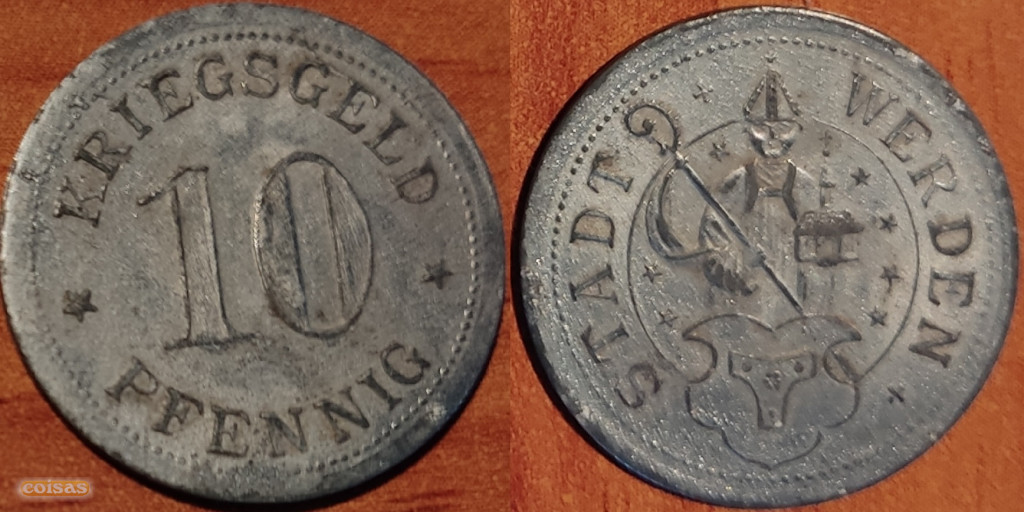 KRIEGSGELD
10
PFENNIG
STADT WERDEN
coisas